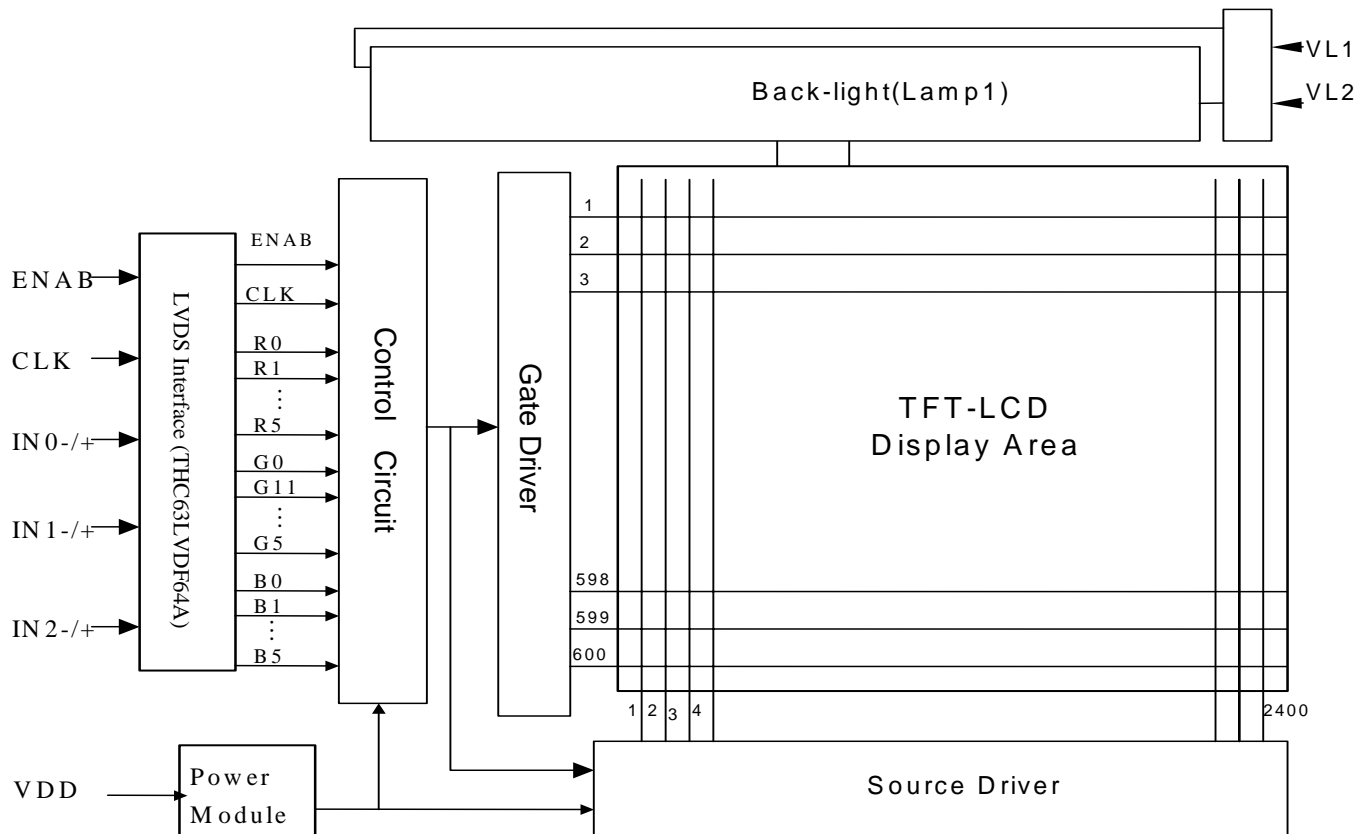 VL1
Back-light(Lamp1)
VL2
1
ENAB
2
ENAB
3
CLK
LVDS Interface (THC63LVDF64A)
Control Circuit
Gate Driver
CLK
R0
R1
⋮
R5
TFT-LCD
Display Area
IN0-/+
G0
G11
⋮
G5
IN1-/+
B0
598
B1
599
⋮
IN2-/+
B5
600
1
2
3
4
2400
VDD
Power
Module
Source Driver